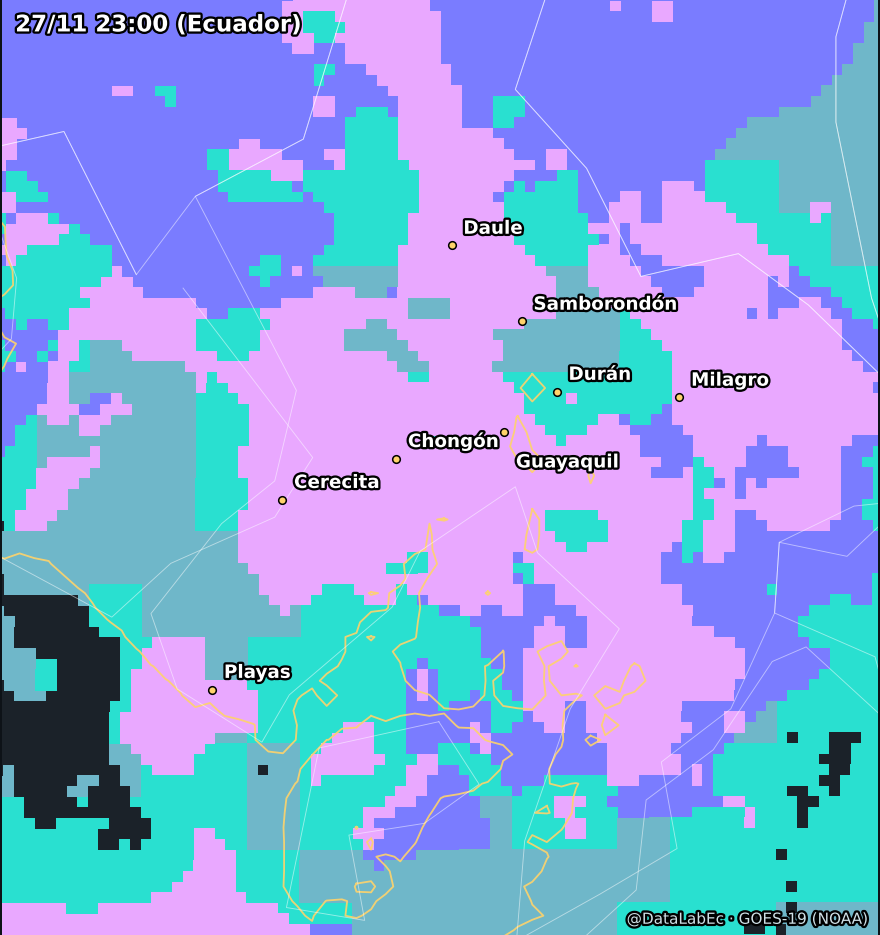 27/11 23:00 (Ecuador)
Daule
Samborondón
Durán
Milagro
Chongón
Guayaquil
Cerecita
Playas
@DataLabEc · GOES-19 (NOAA)